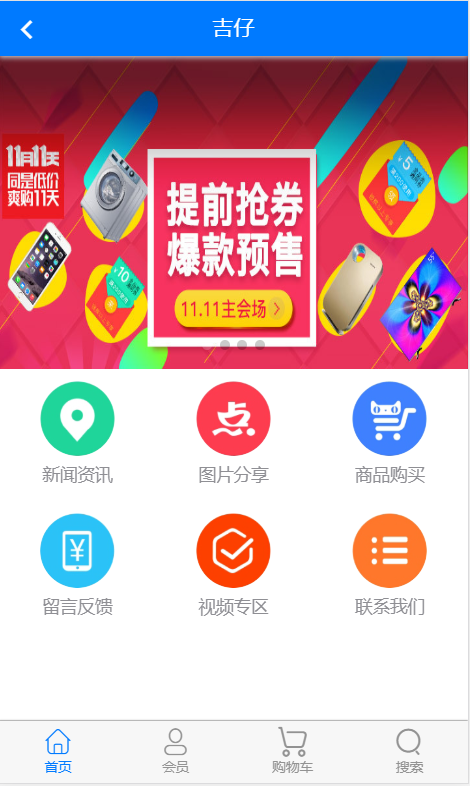 吉仔
11月11天
同是低价
爽购11天
提前抢券
爆款预售
11.11主会场
10
5
新闻资讯
图片分享
商品购买
留言反馈
视频专区
联系我们
首页
会员
购物车
搜索